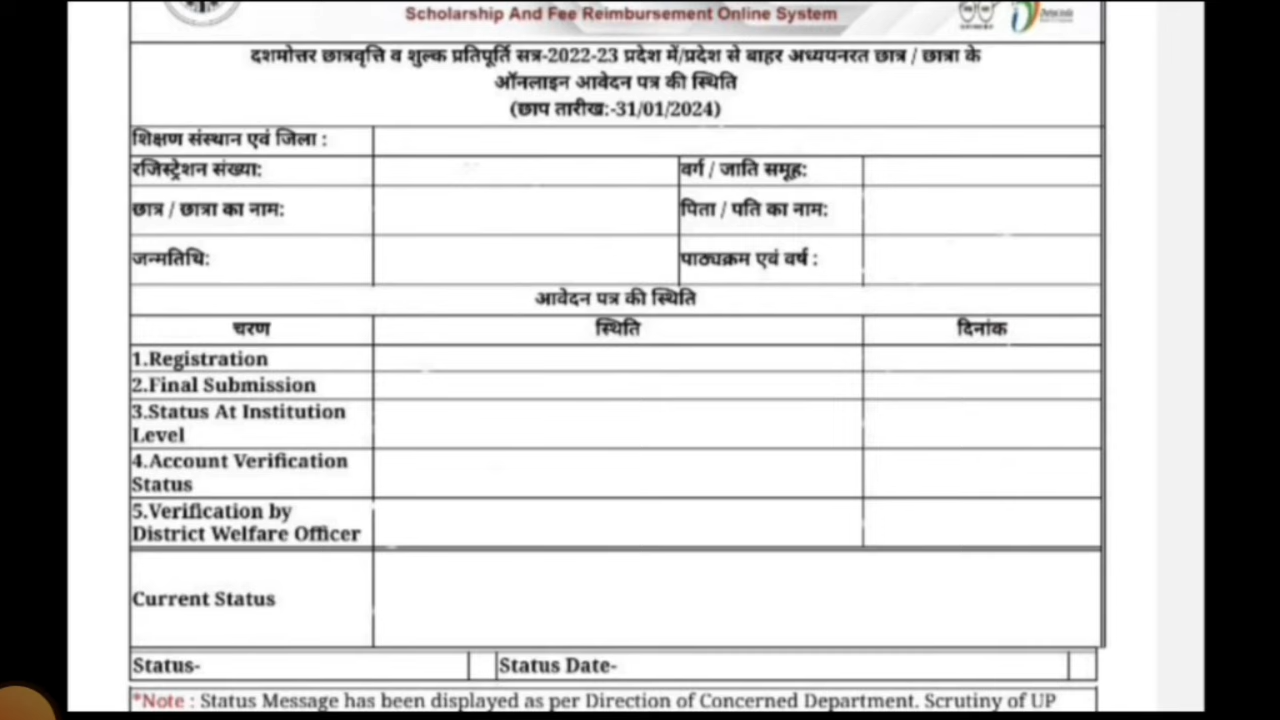 Scholarship And Fee Reimbursement Online System
दशमोत्तर छात्रवृत्ति व शुल्क प्रतिपूर्ति सत्र-2022-23 प्रदेश में/प्रदेश से बाहर अध्ययनरत छात्र / छात्रा के
ऑनलाइन आवेदन पत्र की स्थिति
(छाप तारीख:-31/01/2024)
शिक्षण संस्थान एवं जिला :
रजिस्ट्रेशन संख्या: वर्ग / जाति समूह:
छात्र / छात्रा का नाम: पिता / पति का नाम:
जन्मतिथि: पाठ्यक्रम एवं वर्ष :
आवेदन पत्र की स्थिति
चरण स्थिति दिनांक
1.Registration
2.Final Submission
3.Status At Institution
Level
4.Account Verification
Status
5.Verification by
District Welfare Officer
Current Status
Status- Status Date-
*Note : Status Message has been displayed as per Direction of Concerned Department. Scrutiny of UP